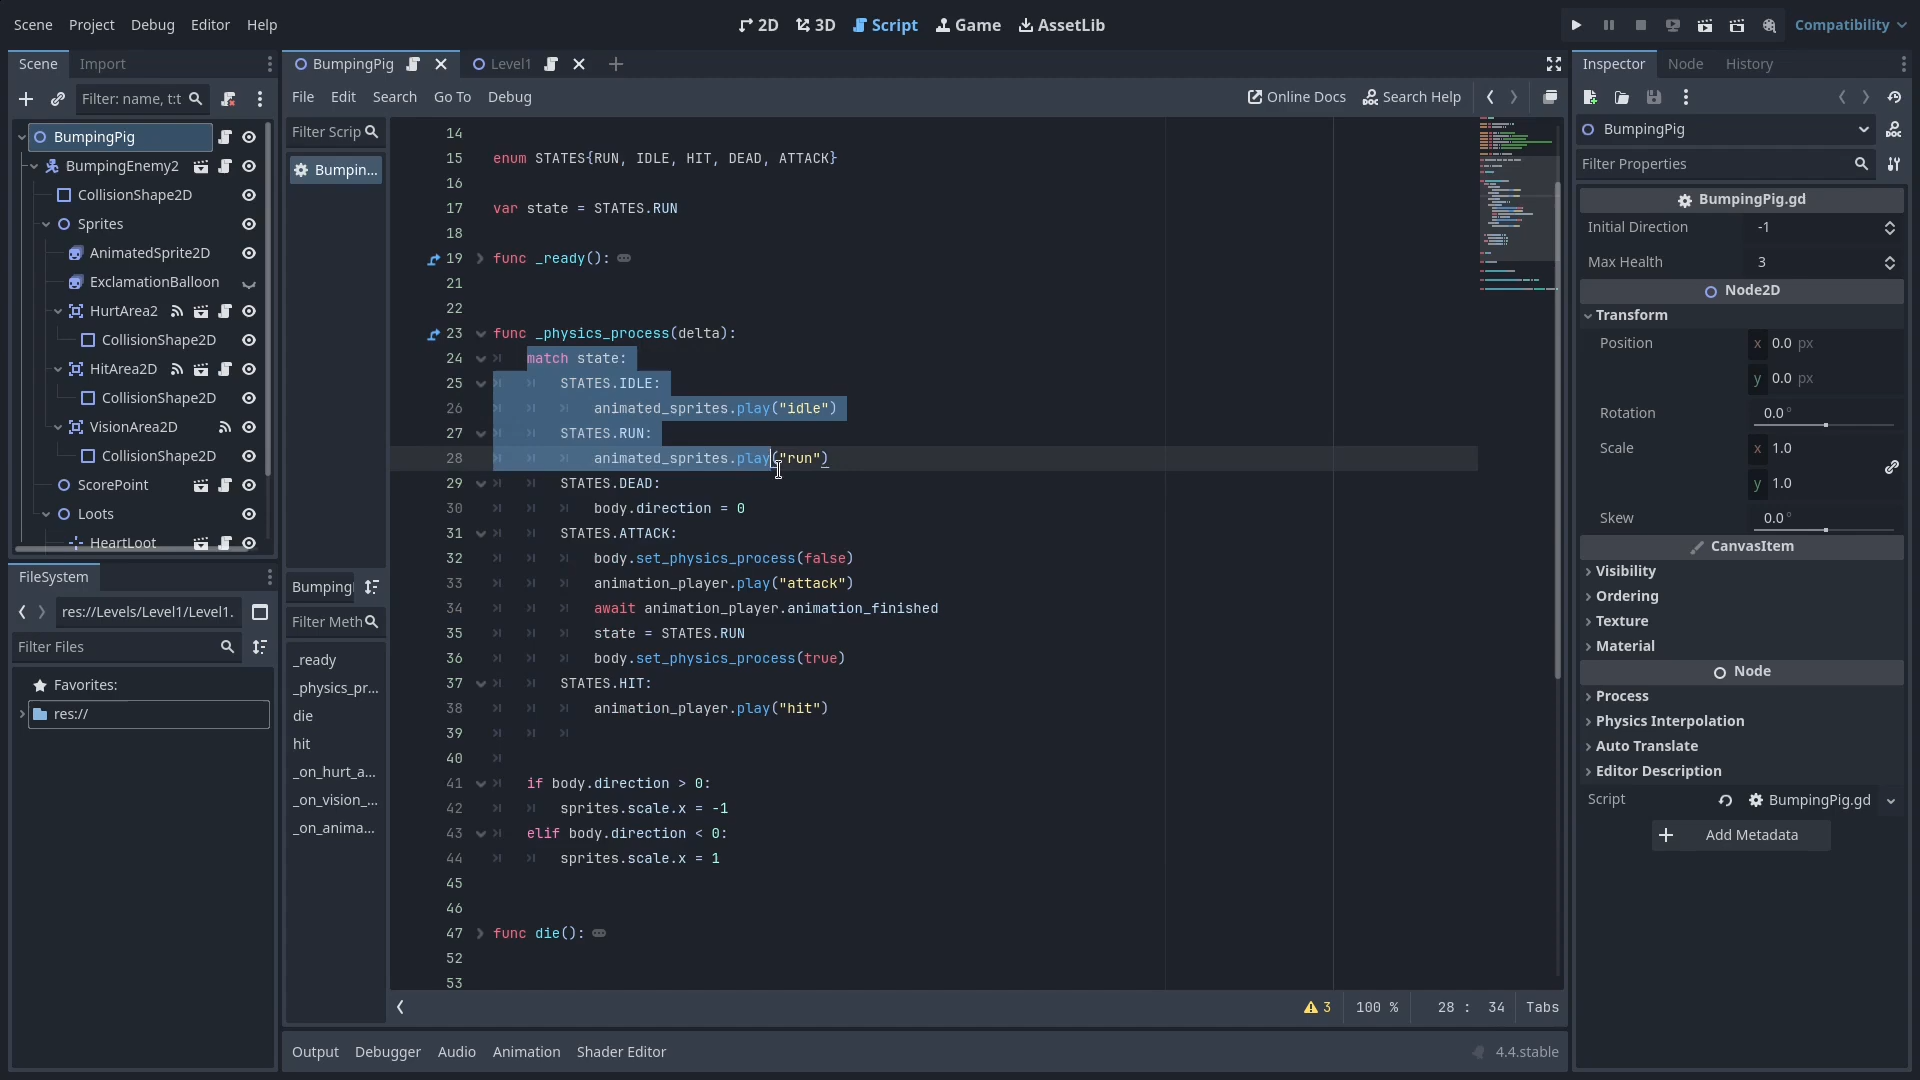 Scene Project Debug Editor Help
2D 3D Script Game AssetLib
Compatibility
Scene Import
Filter: name, t:t
BumpingPig
BumpingEnemy2
CollisionShape2D
Sprites
AnimatedSprite2D
ExclamationBalloon
HurtArea2
CollisionShape2D
HitArea2D
CollisionShape2D
VisionArea2D
CollisionShape2D
ScorePoint
Loots
HeartLoot
FileSystem
res://Levels/Level1/Level1.
Filter Files
Favorites:
res://
BumpingPig Level1
File Edit Search Go To Debug
Online Docs Search Help
Filter Scrip
Bumpin...
Bumping
Filter Meth
_ready
_physics_pr...
die
hit
_on_hurt_a...
_on_vision_...
_on_anima...
14
15 enum STATES{RUN, IDLE, HIT, DEAD, ATTACK}
16
17 var state = STATES.RUN
18
19 func _ready():
21
22
23 func _physics_process(delta):
24 match state:
25 STATES.IDLE:
26 animated_sprites.play("idle")
27 STATES.RUN:
28 animated_sprites.play("run")
29 STATES.DEAD:
30 body.direction = 0
31 STATES.ATTACK:
32 body.set_physics_process(false)
33 animation_player.play("attack")
34 await animation_player.animation_finished
35 state = STATES.RUN
36 body.set_physics_process(true)
37 STATES.HIT:
38 animation_player.play("hit")
39
40
41 if body.direction > 0:
42 sprites.scale.x = -1
43 elif body.direction < 0:
44 sprites.scale.x = 1
45
46
47 func die():
52
53
3 100 % 28 : 34 Tabs
Output Debugger Audio Animation Shader Editor
4.4.stable
Inspector Node History
BumpingPig
Filter Properties
BumpingPig.gd
Initial Direction -1
Max Health 3
Node2D
Transform
Position x 0.0 px
y 0.0 px
Rotation 0.0 °
Scale x 1.0
y 1.0
Skew 0.0 °
CanvasItem
Visibility
Ordering
Texture
Material
Node
Process
Physics Interpolation
Auto Translate
Editor Description
Script BumpingPig.gd
Add Metadata